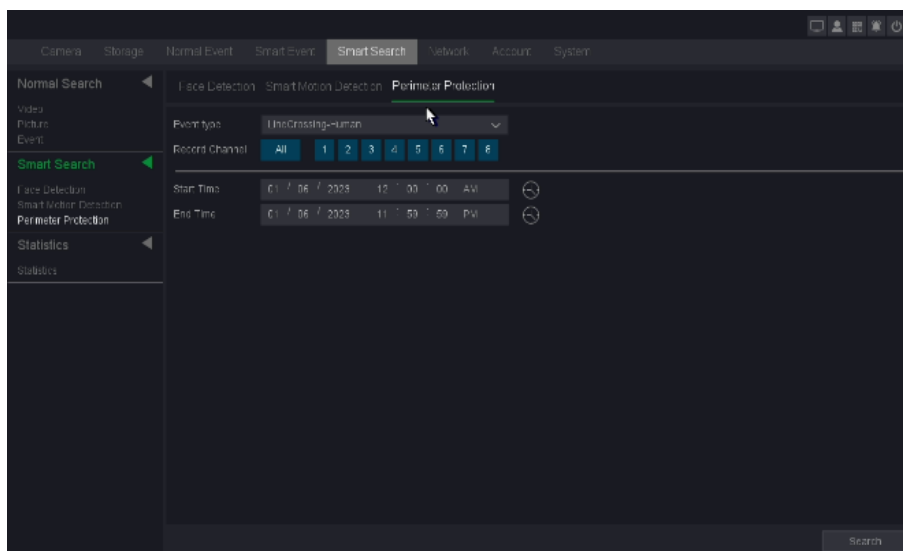 Camera Storage Normal Event Smart Event Smart Search Network Account System
Normal Search
Video
Picture
Event
Smart Search
Face Detection
Smart Motion Detection
Perimeter Protection
Statistics
Statistics
Face Detection Smart Motion Detection Perimeter Protection
Event type LineCrossing-Human
Record Channel All 1 2 3 4 5 6 7 8
Start Time 01 / 06 / 2023 12 : 00 : 00 AM
End Time 01 / 06 / 2023 11 : 59 : 59 PM
Search